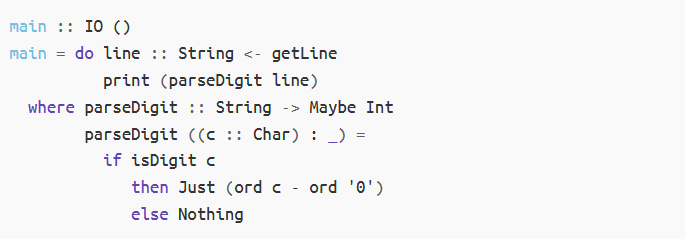 main :: IO ()
main = do line :: String <- getLine
          print (parseDigit line)
  where parseDigit :: String -> Maybe Int
        parseDigit ((c :: Char) : _) =
          if isDigit c
             then Just (ord c - ord '0')
             else Nothing